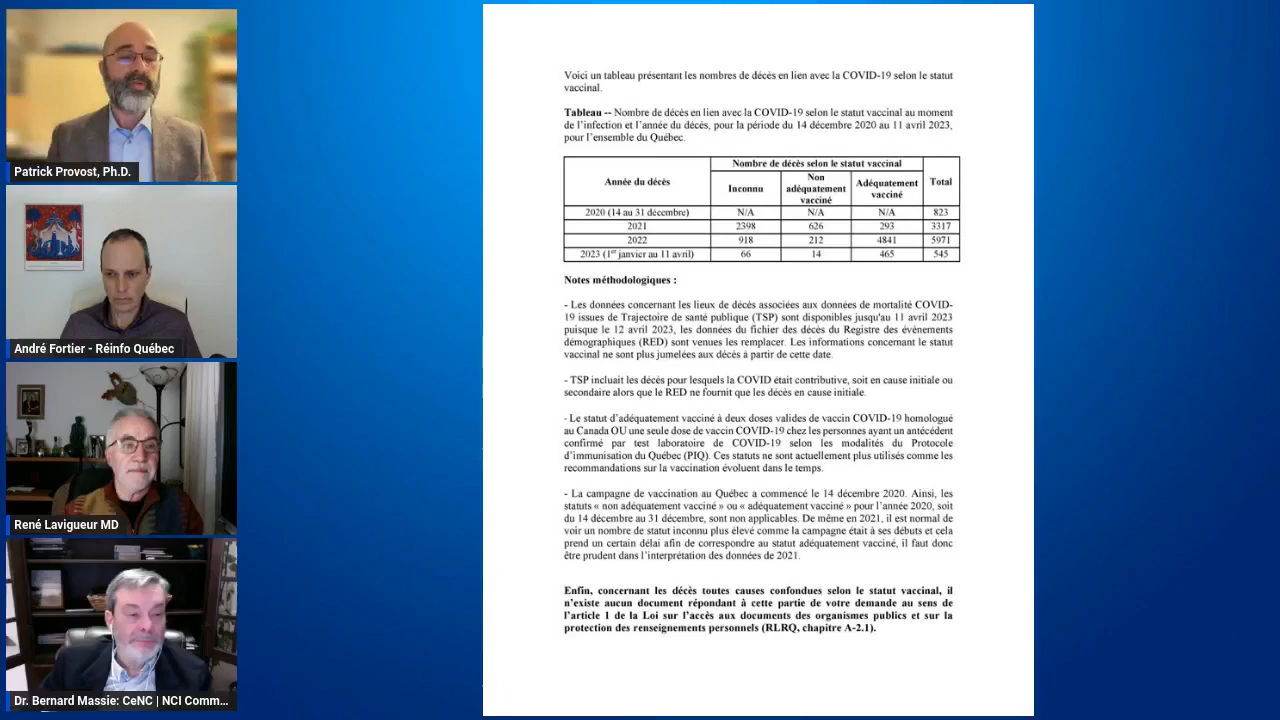 Patrick Provost, Ph.D.
André Fortier - Réinfo Québec
René Lavigueur MD
Dr. Bernard Massie: CeNC | NCI Comm...
Voici un tableau présentant les nombres de décès en lien avec la COVID-19 selon le statut
vaccinal.
Tableau -- Nombre de décès en lien avec la COVID-19 selon le statut vaccinal au moment
de l'infection et l'année du décès, pour la période du 14 décembre 2020 au 11 avril 2023,
pour l'ensemble du Québec.
Année du décès
Nombre de décès selon le statut vaccinal
Total
Inconnu
Non
adéquatement
vacciné
Adéquatement
vacciné
2020 (14 au 31 décembre) N/A N/A N/A 823
2021 2398 626 293 3317
2022 918 212 4841 5971
2023 (1er janvier au 11 avril) 66 14 465 545
Notes méthodologiques :
- Les données concernant les lieux de décès associées aux données de mortalité COVID-
19 issues de Trajectoire de santé publique (TSP) sont disponibles jusqu'au 11 avril 2023
puisque le 12 avril 2023, les données du fichier des décès du Registre des évènements
démographiques (RED) sont venues les remplacer. Les informations concernant le statut
vaccinal ne sont plus jumelées aux décès à partir de cette date.
- TSP incluait les décès pour lesquels la COVID était contributive, soit en cause initiale ou
secondaire alors que le RED ne fournit que les décès en cause initiale.
- Le statut d'adéquatement vacciné à deux doses valides de vaccin COVID-19 homologué
au Canada OU une seule dose de vaccin COVID-19 chez les personnes ayant un antécédent
confirmé par test laboratoire de COVID-19 selon les modalités du Protocole
d'immunisation du Québec (PIQ). Ces statuts ne sont actuellement plus utilisés comme les
recommandations sur la vaccination évoluent dans le temps.
- La campagne de vaccination au Québec a commencé le 14 décembre 2020. Ainsi, les
statuts « non adéquatement vacciné » ou « adéquatement vacciné » pour l'année 2020, soit
du 14 décembre au 31 décembre, sont non applicables. De même en 2021, il est normal de
voir un nombre de statut inconnu plus élevé comme la campagne était à ses débuts et cela
prend un certain délai afin de correspondre au statut adéquatement vacciné, il faut donc
être prudent dans l'interprétation des données de 2021.
Enfin, concernant les décès toutes causes confondues selon le statut vaccinal, il
n'existe aucun document répondant à cette partie de votre demande au sens de
l'article 1 de la Loi sur l'accès aux documents des organismes publics et sur la
protection des renseignements personnels (RLRQ, chapitre A-2.1).